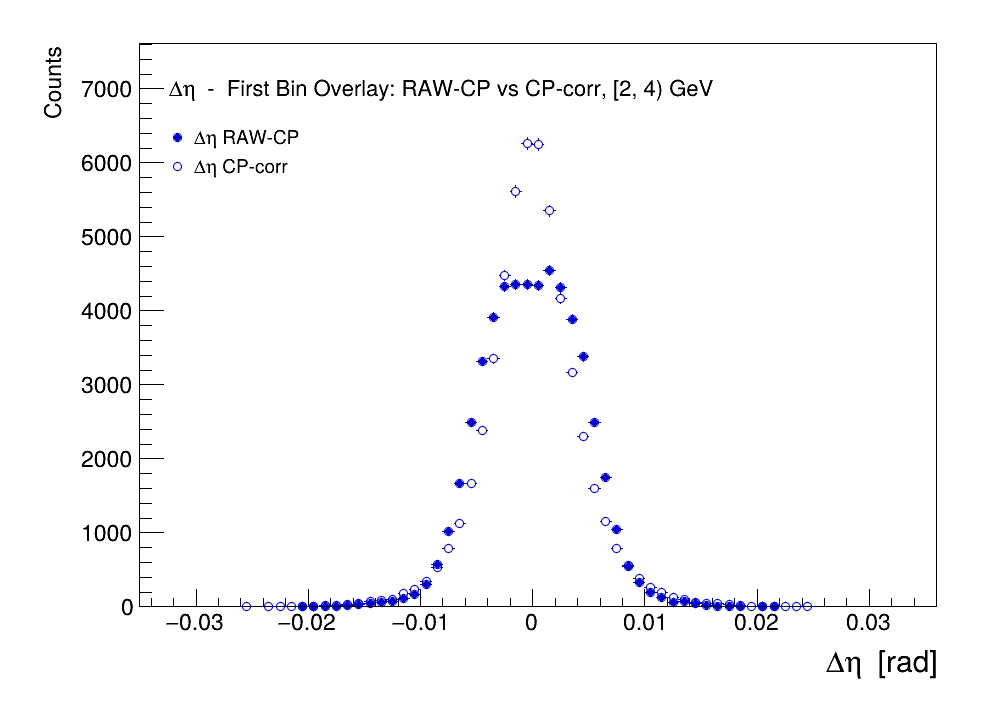 Counts
7000
6000
5000
4000
3000
2000
1000
0
Δη - First Bin Overlay: RAW-CP vs CP-corr, [2, 4) GeV
Δη RAW-CP
Δη CP-corr
−0.03 −0.02 −0.01 0 0.01 0.02 0.03
Δη [rad]